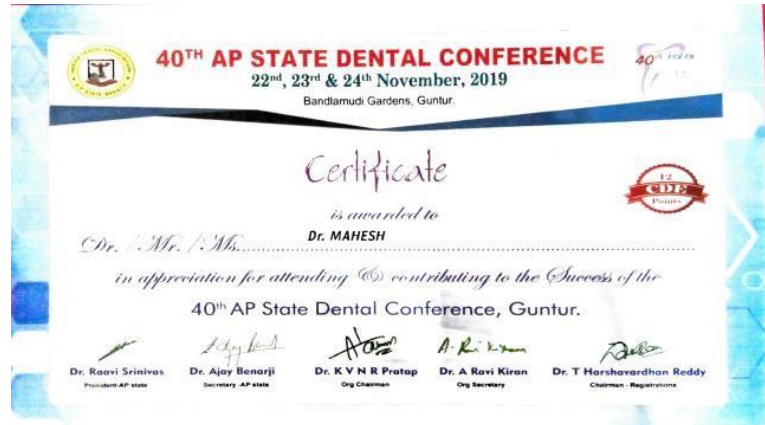 40TH AP STATE DENTAL CONFERENCE
22nd, 23rd & 24th November, 2019
Bandlamudi Gardens, Guntur.
40th
Certificate
12
CDE
Points
is awarded to
Dr. / Mr. / Ms. Dr. MAHESH
in appreciation for attending & contributing to the Success of the
40th AP State Dental Conference, Guntur.
Dr. Raavi Srinivas Dr. Ajay Benarji Dr. K V N R Pratap Dr. A Ravi Kiran Dr. T Harshavardhan Reddy
President-AP state Secretary -AP state Org Chairman Org Secretary Chairman - Registrations